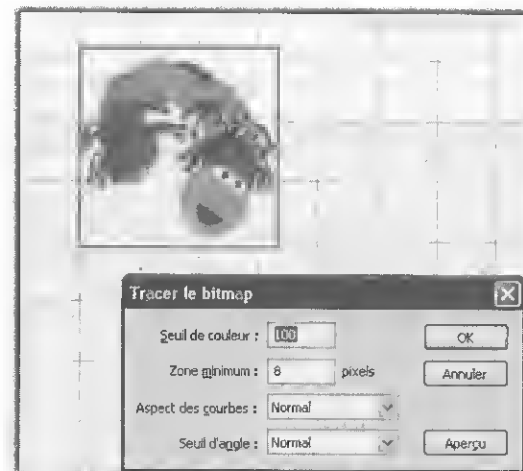 Tracer le bitmap
Seuil de couleur : 100 OK
Zone minimum : 8 pixels Annuler
Aspect des courbes : Normal
Seuil d'angle : Normal Aperçu